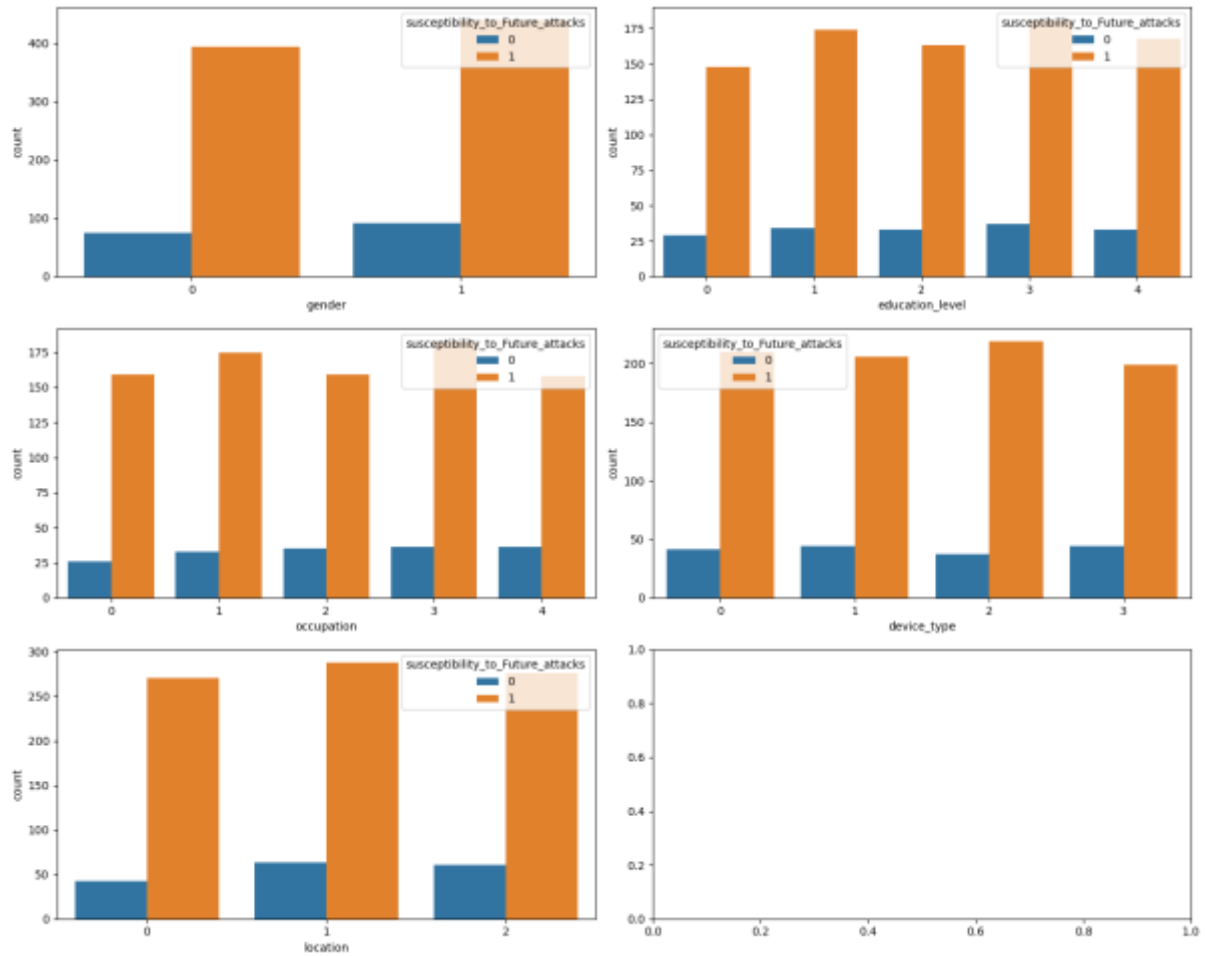 susceptibility_to_Future_attacks
0
1
400
300
200
100
0
count
0 1
gender
susceptibility_to_Future_attacks
0
1
175
150
125
100
75
50
25
0
count
0 1 2 3 4
education_level
susceptibility_to_Future_attacks
0
1
175
150
125
100
75
50
25
0
count
0 1 2 3 4
occupation
susceptibility_to_Future_attacks
0
1
200
150
100
50
0
count
0 1 2 3
device_type
susceptibility_to_Future_attacks
0
1
300
250
200
150
100
50
0
count
0 1 2
location
1.0
0.8
0.6
0.4
0.2
0.0
0.0 0.2 0.4 0.6 0.8 1.0